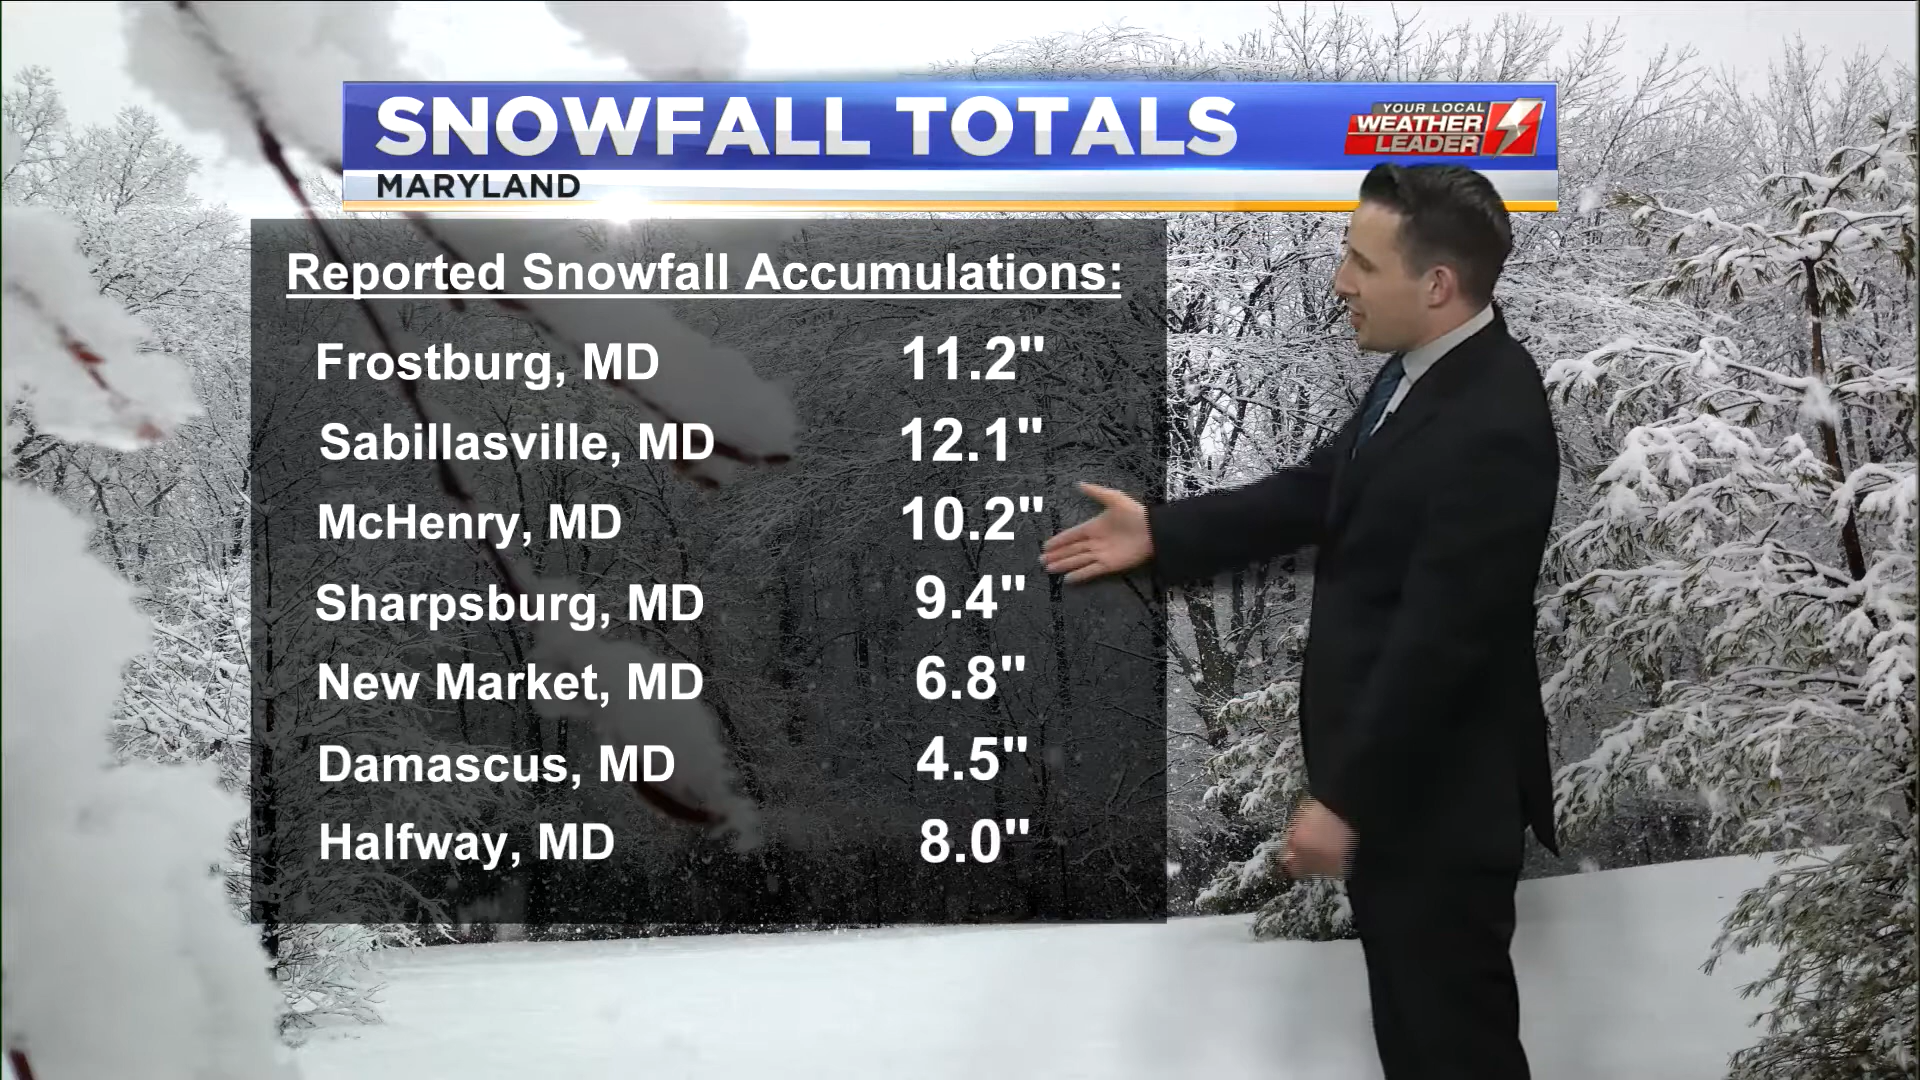 SNOWFALL TOTALS
YOUR LOCAL
WEATHER
LEADER
MARYLAND
Reported Snowfall Accumulations:
Frostburg, MD 11.2"
Sabillasville, MD 12.1"
McHenry, MD 10.2"
Sharpsburg, MD 9.4"
New Market, MD 6.8"
Damascus, MD 4.5"
Halfway, MD 8.0"